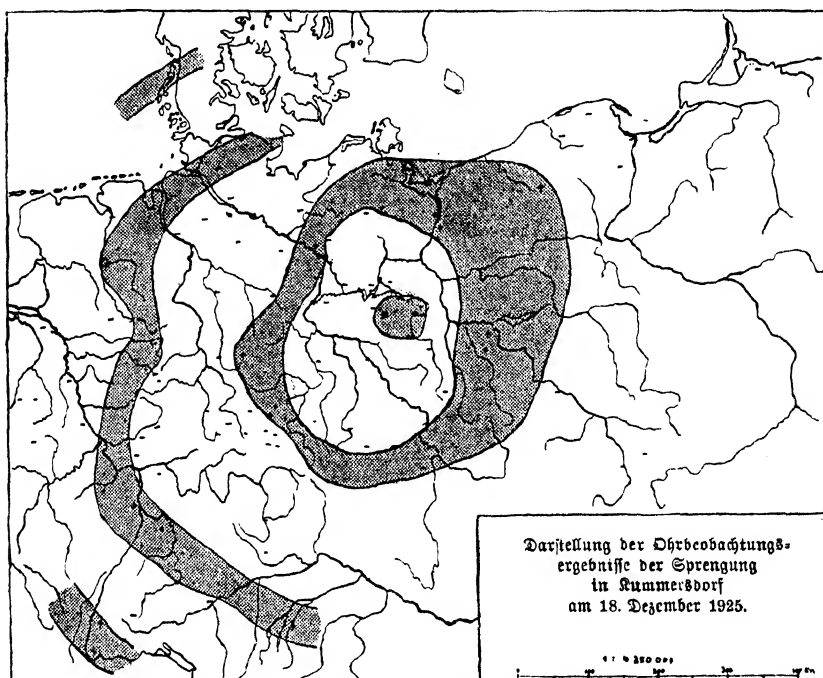 Darstellung der Ohrbeobachtungs=
ergebnisse der Sprengung
in Kummersdorf
am 18. Dezember 1925.